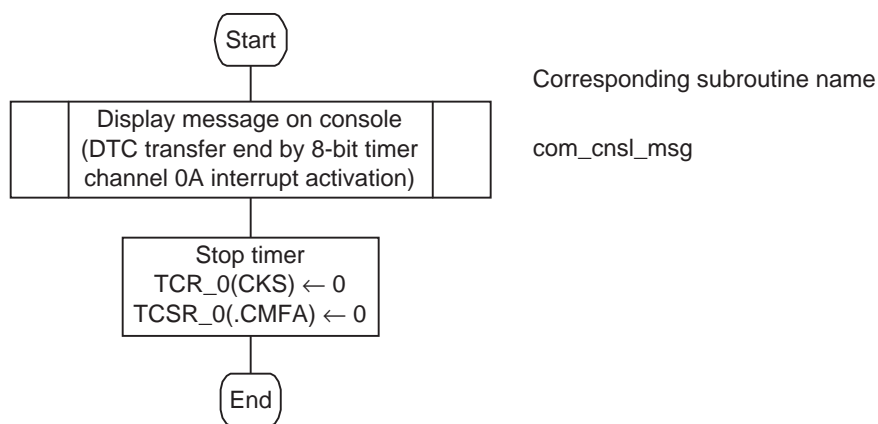 Start
Corresponding subroutine name
Display message on console
(DTC transfer end by 8-bit timer
channel 0A interrupt activation)
com_cnsl_msg
Stop timer
TCR_0(CKS) ← 0
TCSR_0(.CMFA) ← 0
End